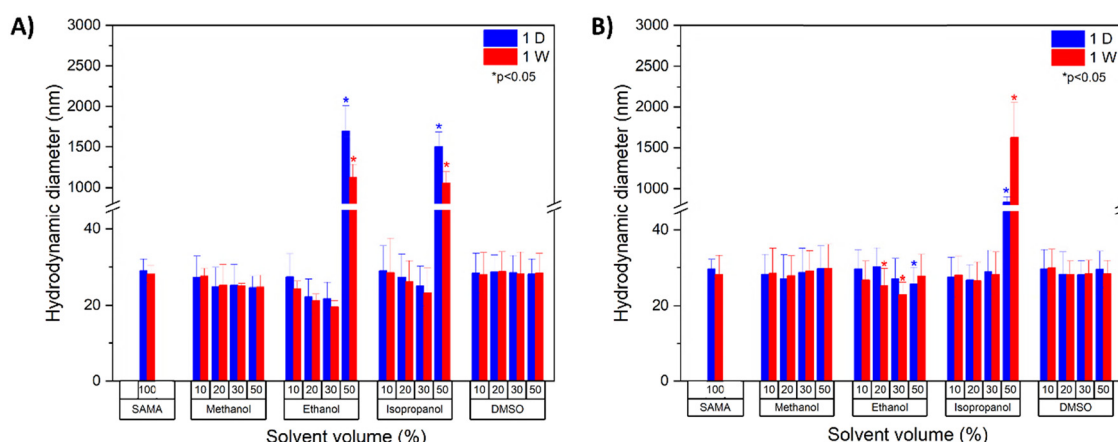 A)
Hydrodynamic diameter (nm)
3000
2500
2000
1500
1000
40
20
0
1 D
1 W
*p<0.05
* * * *
100 10 20 30 50 10 20 30 50 10 20 30 50 10 20 30 50
SAMA Methanol Ethanol Isopropanol DMSO
Solvent volume (%)
B)
Hydrodynamic diameter (nm)
3000
2500
2000
1500
1000
40
20
0
1 D
1 W
*p<0.05
* * * * *
100 10 20 30 50 10 20 30 50 10 20 30 50 10 20 30 50
SAMA Methanol Ethanol Isopropanol DMSO
Solvent volume (%)